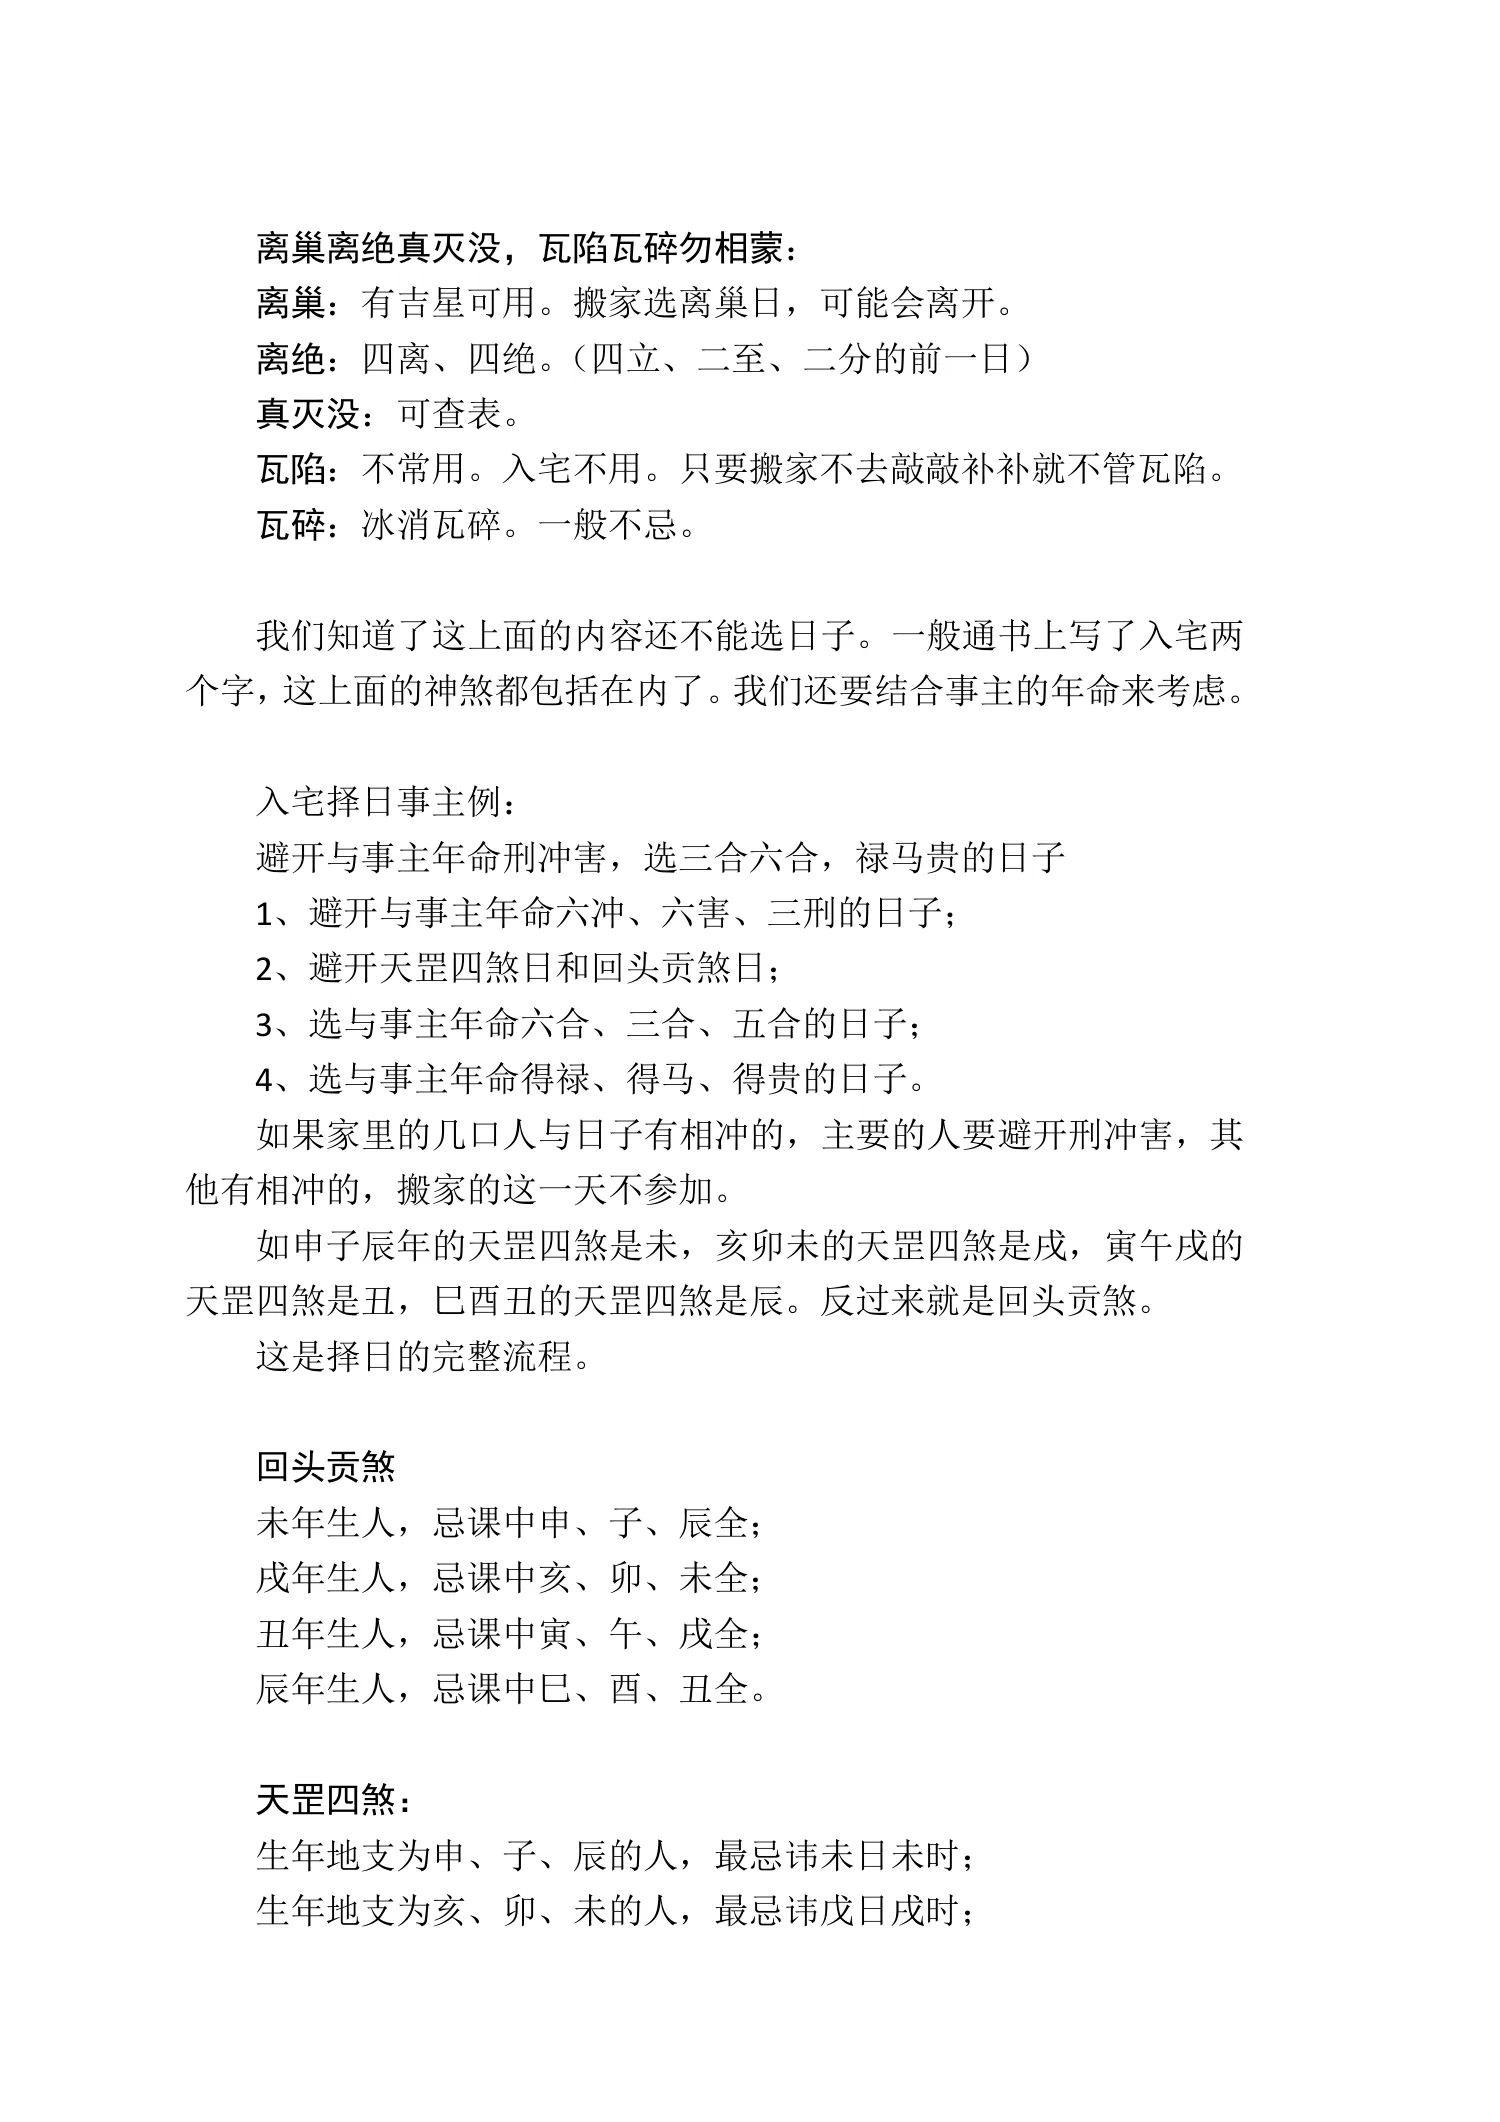 离巢离绝真灭没，瓦陷瓦碎勿相蒙：
离巢：有吉星可用。搬家选离巢日，可能会离开。
离绝：四离、四绝。（四立、二至、二分的前一日）
真灭没：可查表。
瓦陷：不常用。入宅不用。只要搬家不去敲敲补补就不管瓦陷。
瓦碎：冰消瓦碎。一般不忌。
我们知道了这上面的内容还不能选日子。一般通书上写了入宅两
个字，这上面的神煞都包括在内了。我们还要结合事主的年命来考虑。
入宅择日事主例：
避开与事主年命刑冲害，选三合六合，禄马贵的日子
1、避开与事主年命六冲、六害、三刑的日子；
2、避开天罡四煞日和回头贡煞日；
3、选与事主年命六合、三合、五合的日子；
4、选与事主年命得禄、得马、得贵的日子。
如果家里的几口人与日子有相冲的，主要的人要避开刑冲害，其
他有相冲的，搬家的这一天不参加。
如申子辰年的天罡四煞是未，亥卯未的天罡四煞是戌，寅午戌的
天罡四煞是丑，巳酉丑的天罡四煞是辰。反过来就是回头贡煞。
这是择日的完整流程。
回头贡煞
未年生人，忌课中申、子、辰全；
戌年生人，忌课中亥、卯、未全；
丑年生人，忌课中寅、午、戌全；
辰年生人，忌课中巳、酉、丑全。
天罡四煞：
生年地支为申、子、辰的人，最忌讳未日未时；
生年地支为亥、卯、未的人，最忌讳戊日戌时；